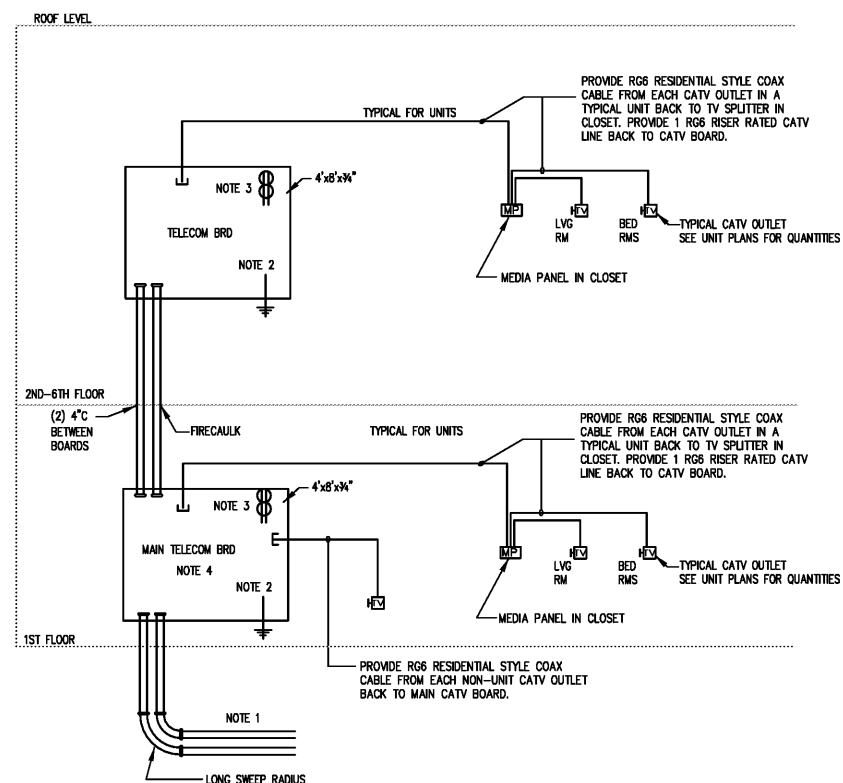 ROOF LEVEL
PROVIDE RG6 RESIDENTIAL STYLE COAX
CABLE FROM EACH CATV OUTLET IN A
TYPICAL UNIT BACK TO TV SPLITTER IN
CLOSET. PROVIDE 1 RG6 RISER RATED CATV
LINE BACK TO CATV BOARD.
TYPICAL FOR UNITS
NOTE 3
4'x8'x¾"
TELECOM BRD
NOTE 2
MP
TV
TV
LVG
RM
BED
RMS
TYPICAL CATV OUTLET
SEE UNIT PLANS FOR QUANTITIES
MEDIA PANEL IN CLOSET
2ND-6TH FLOOR
(2) 4"C
BETWEEN
BOARDS
FIRECAULK
TYPICAL FOR UNITS
PROVIDE RG6 RESIDENTIAL STYLE COAX
CABLE FROM EACH CATV OUTLET IN A
TYPICAL UNIT BACK TO TV SPLITTER IN
CLOSET. PROVIDE 1 RG6 RISER RATED CATV
LINE BACK TO CATV BOARD.
NOTE 3
4'x8'x¾"
MAIN TELECOM BRD
NOTE 4
NOTE 2
TV
MP
TV
TV
LVG
RM
BED
RMS
TYPICAL CATV OUTLET
SEE UNIT PLANS FOR QUANTITIES
MEDIA PANEL IN CLOSET
1ST FLOOR
PROVIDE RG6 RESIDENTIAL STYLE COAX
CABLE FROM EACH NON-UNIT CATV OUTLET
BACK TO MAIN CATV BOARD.
NOTE 1
LONG SWEEP RADIUS